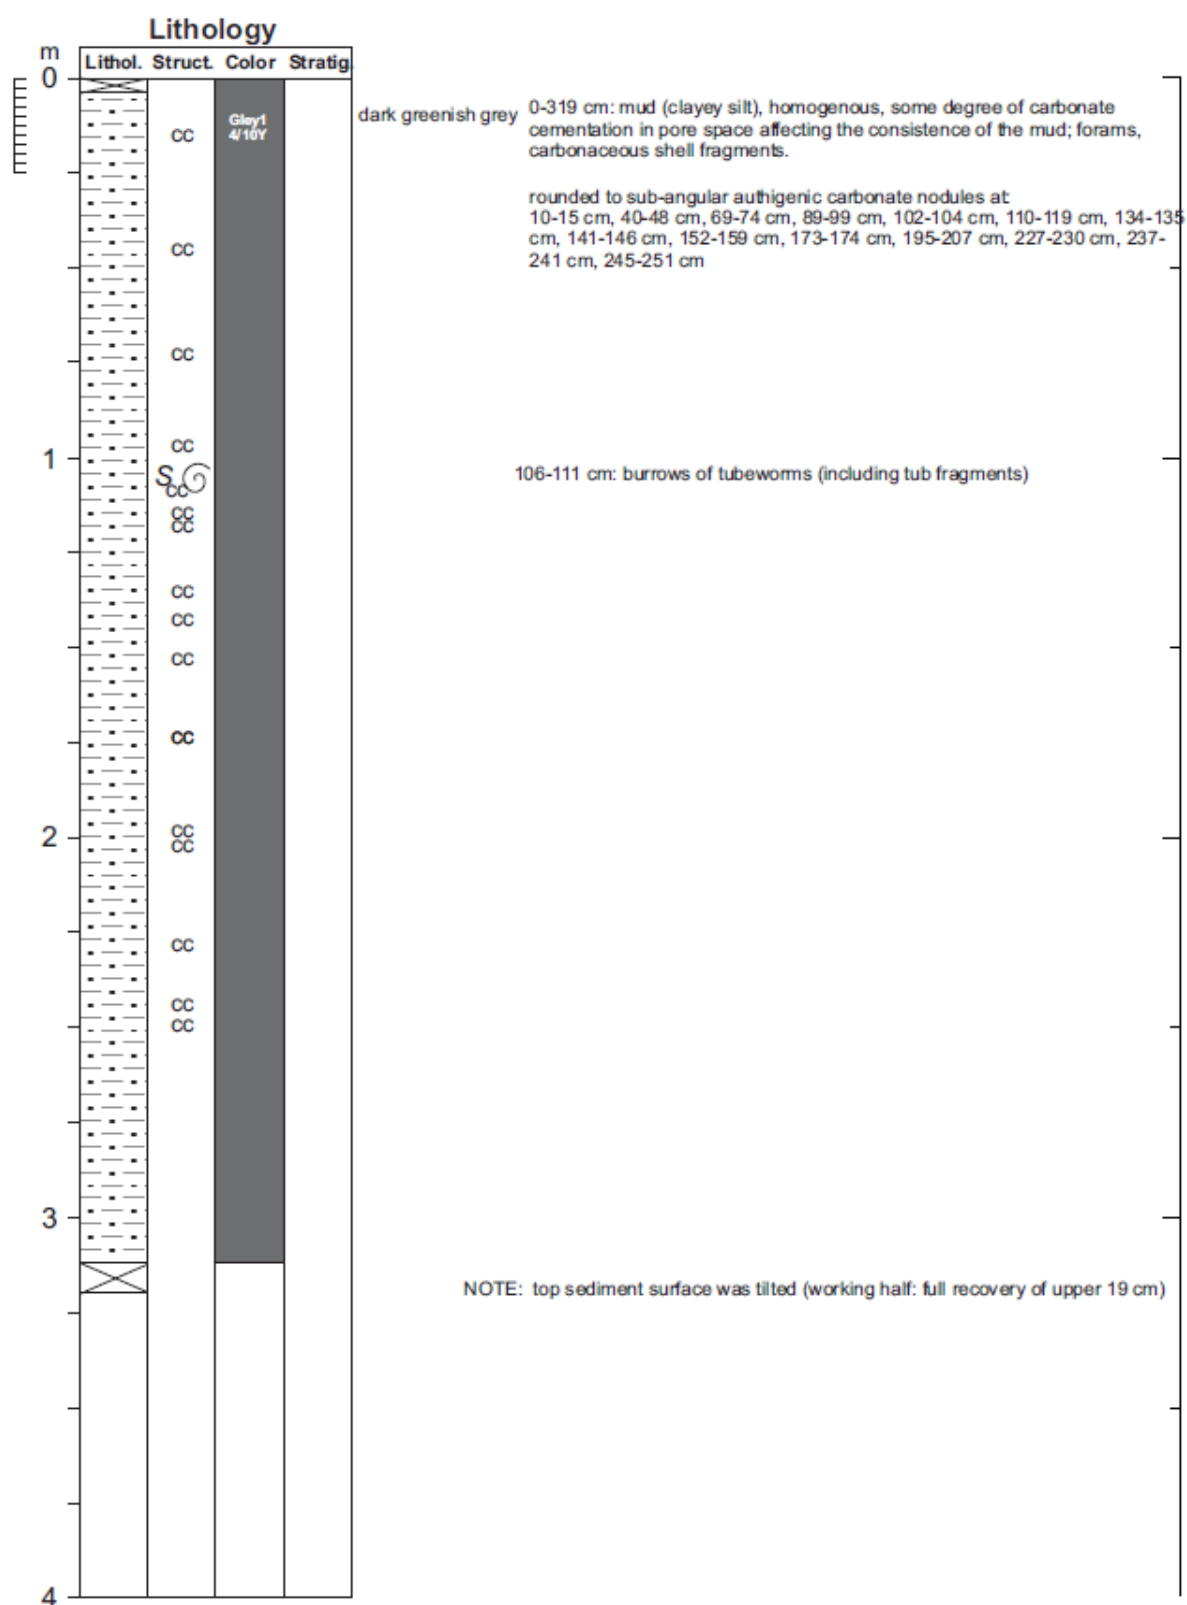 Lithology
m
Lithol. Struct. Color Stratig.
0
Gley1
4/10Y
dark greenish grey
0-319 cm: mud (clayey silt), homogenous, some degree of carbonate
cementation in pore space affecting the consistence of the mud; forams,
carbonaceous shell fragments.
rounded to sub-angular authigenic carbonate nodules at:
10-15 cm, 40-48 cm, 69-74 cm, 89-99 cm, 102-104 cm, 110-119 cm, 134-135
cm, 141-146 cm, 152-159 cm, 173-174 cm, 195-207 cm, 227-230 cm, 237-
241 cm, 245-251 cm
cc
cc
cc
cc
1
S
cc
106-111 cm: burrows of tubeworms (including tub fragments)
cc
cc
cc
cc
cc
cc
2
cc
cc
cc
cc
cc
3
NOTE: top sediment surface was tilted (working half: full recovery of upper 19 cm)
4